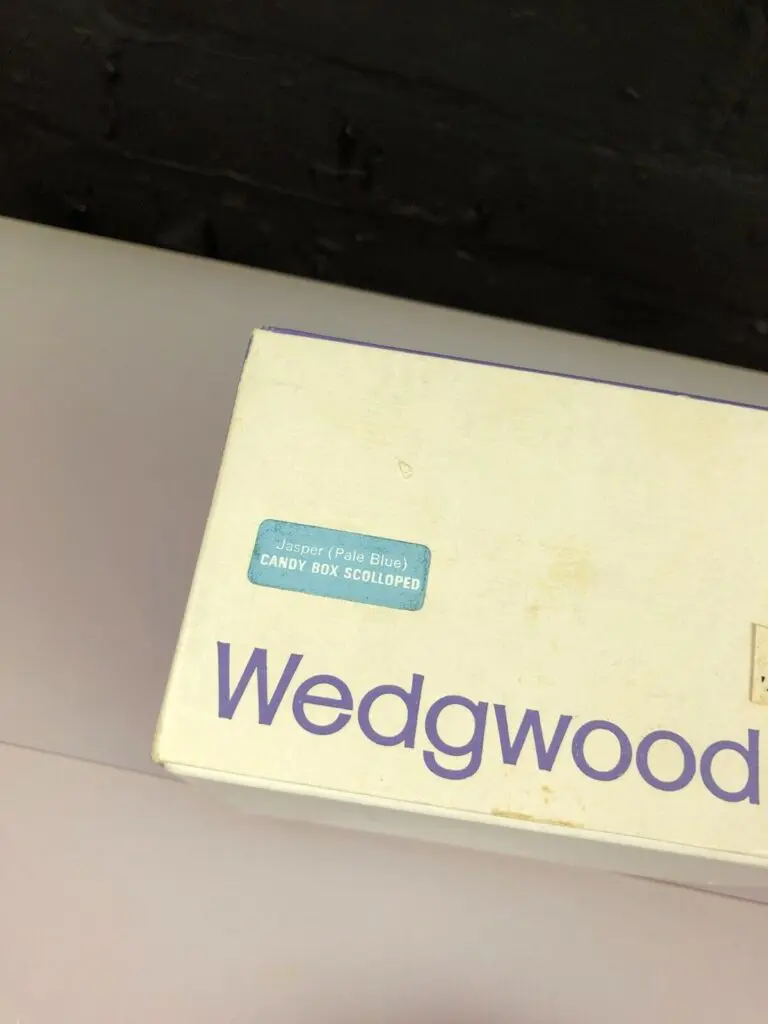 Jasper (Pale Blue)
CANDY BOX SCOLLOPED
Wedgwood